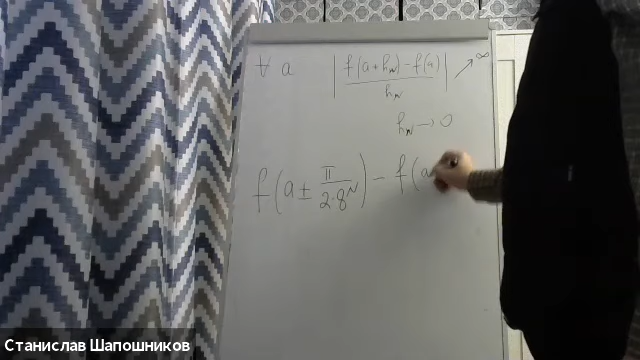 ∀ a | f(a+h_N) - f(a) / h_N | ↗ ∞
h_N → 0
f(a ± π / 2·8^N) - f(a
Станислав Шапошников